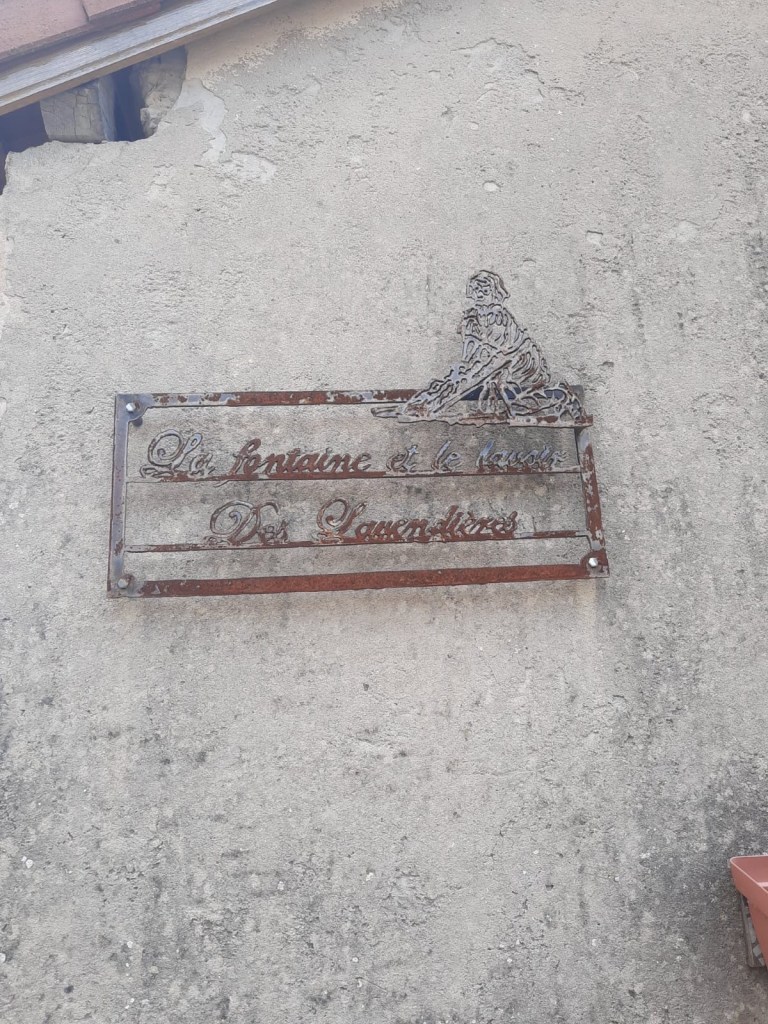 La fontaine et le lavoir
Des Lavendières